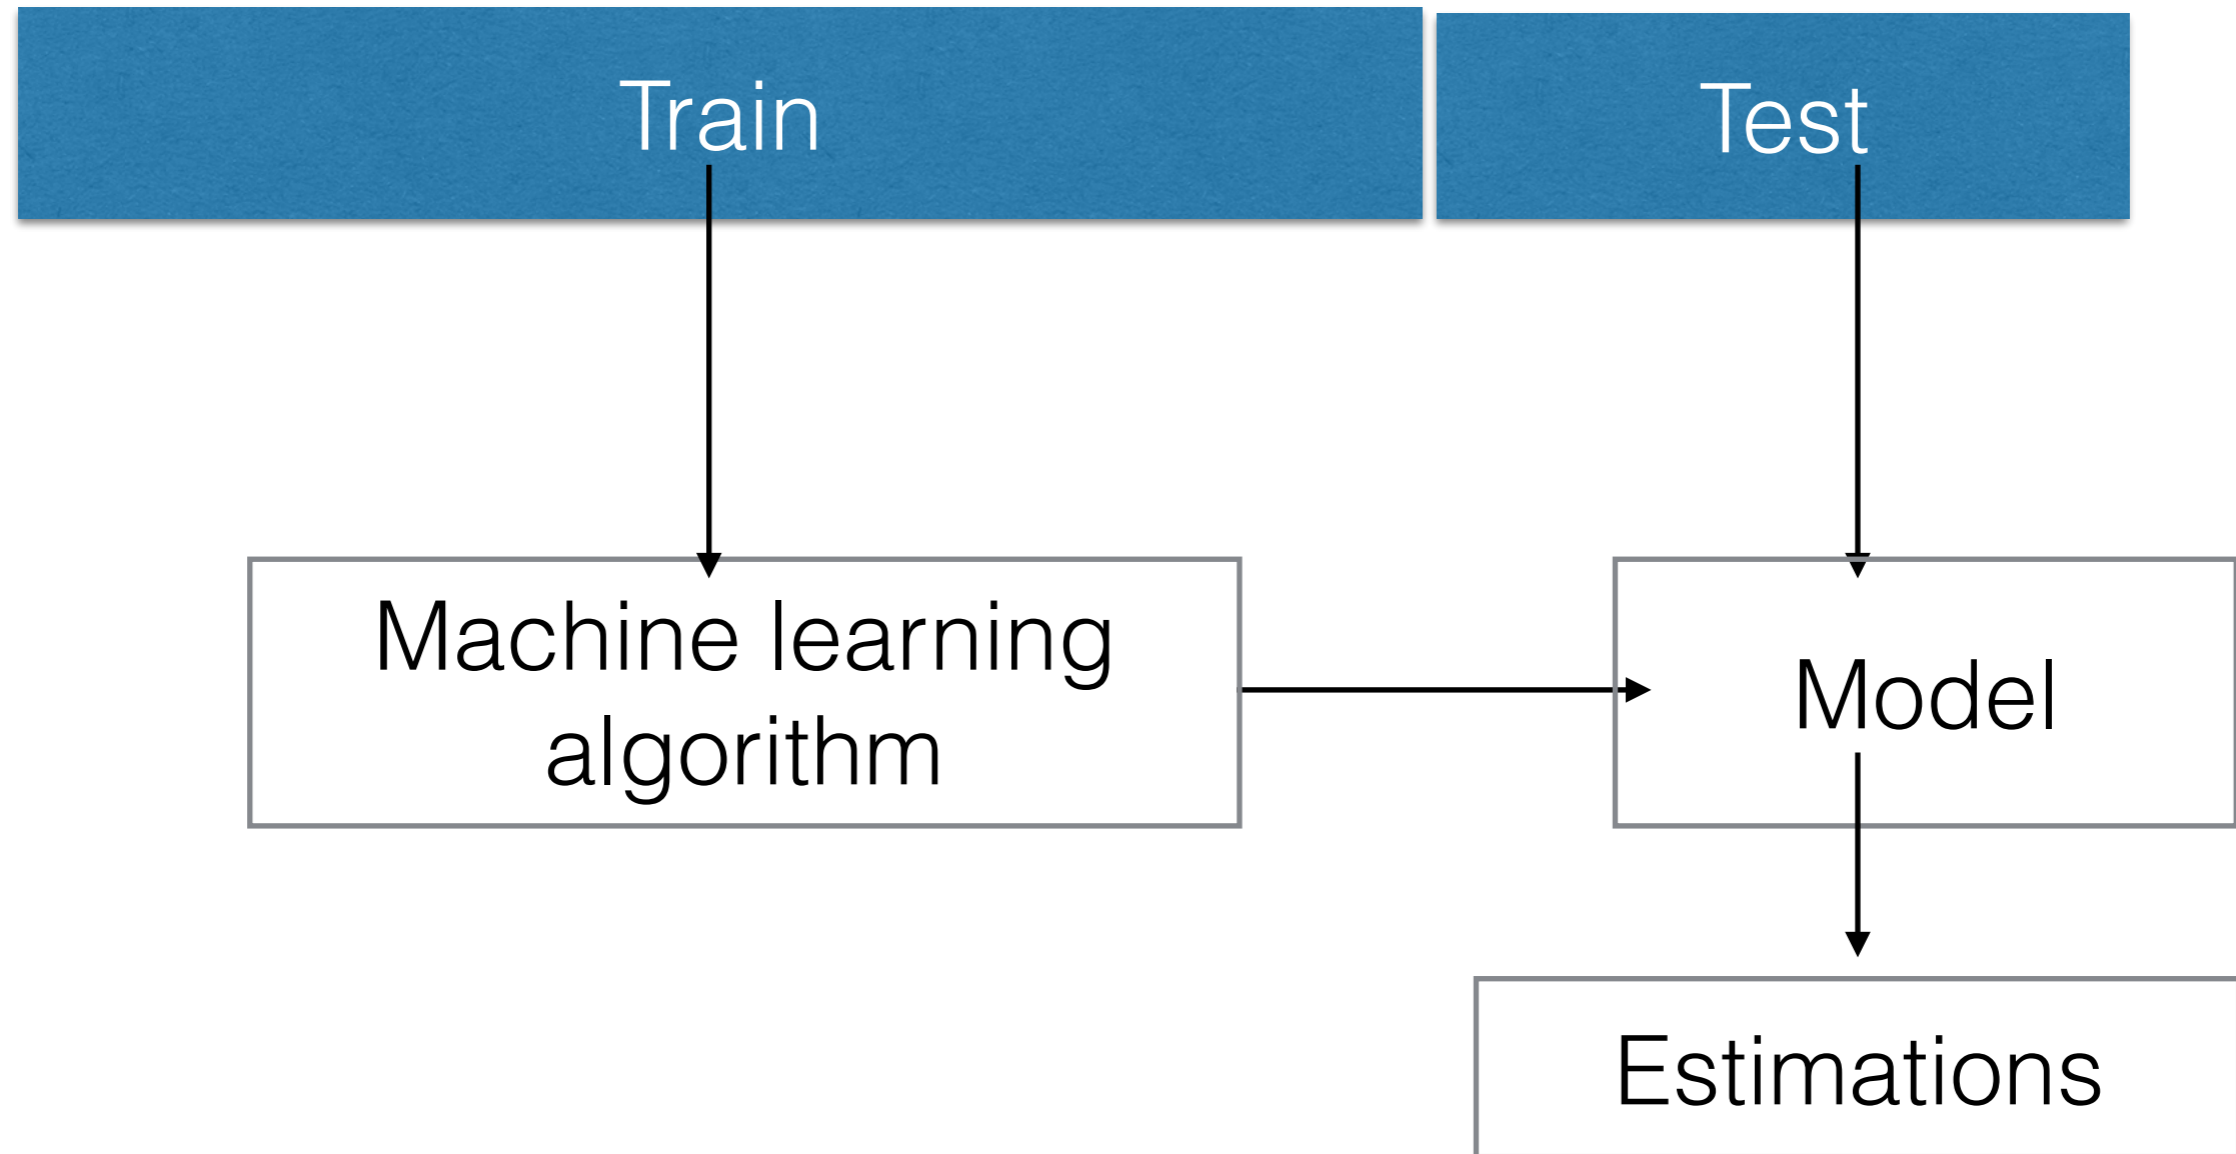 Train
Test
Machine learning
algorithm
Model
Estimations